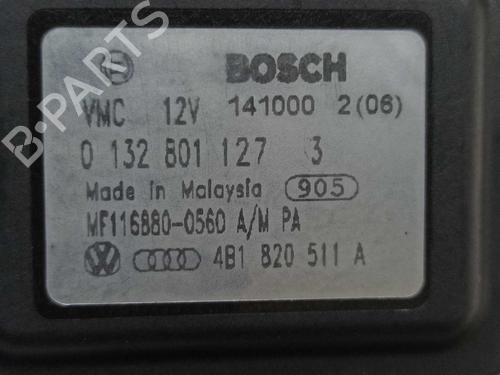 BOSCH
VMC 12V 141000 2(06)
0 132 801 127 3
Made in Malaysia 905
MF116880-0560 A/M PA
4B1 820 511 A
B-PARTS